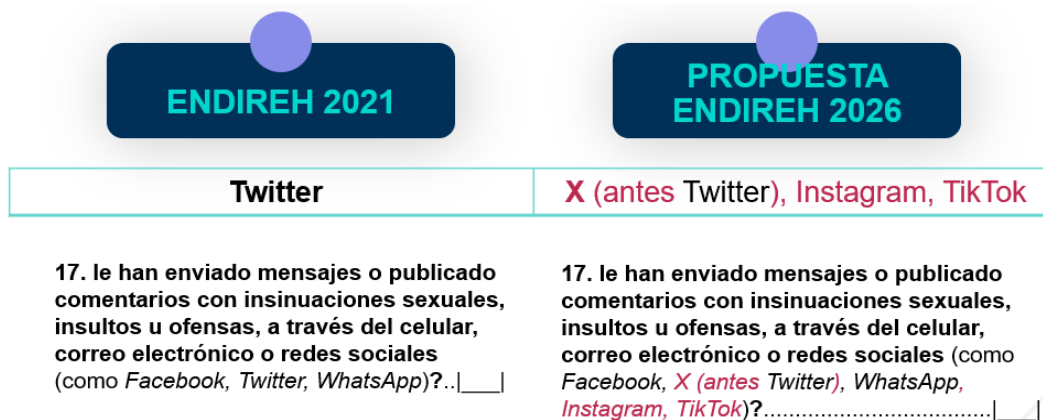 ENDIREH 2021
PROPUESTA
ENDIREH 2026
Twitter
X (antes Twitter), Instagram, TikTok
17. le han enviado mensajes o publicado
comentarios con insinuaciones sexuales,
insultos u ofensas, a través del celular,
correo electrónico o redes sociales
(como Facebook, Twitter, WhatsApp)?..|___|
17. le han enviado mensajes o publicado
comentarios con insinuaciones sexuales,
insultos u ofensas, a través del celular,
correo electrónico o redes sociales (como
Facebook, X (antes Twitter), WhatsApp,
Instagram, TikTok)?....................................|___|